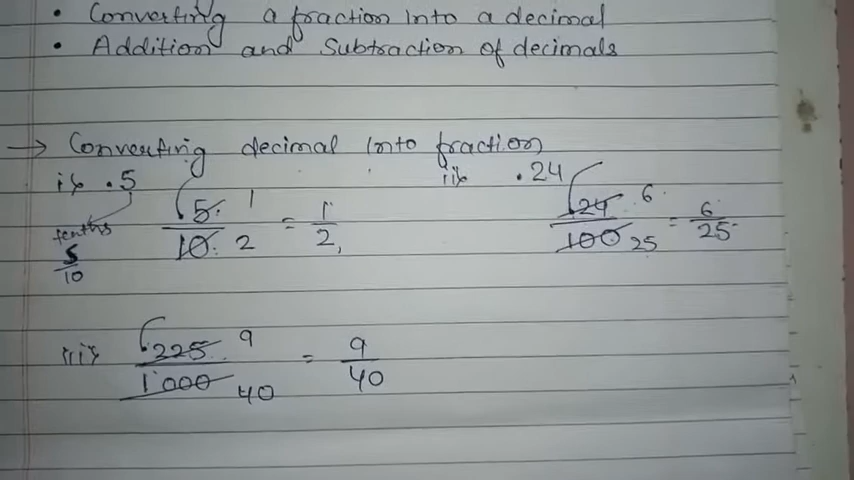 • Converting a fraction into a decimal
• Addition and Subtraction of decimals
→ Converting decimal into fraction
i) .5
tenths
5/10
.5/10 1/2 = 1/2
ii) .24
.24/100 6/25 = 6/25
iii) .225/1000 9/40 = 9/40